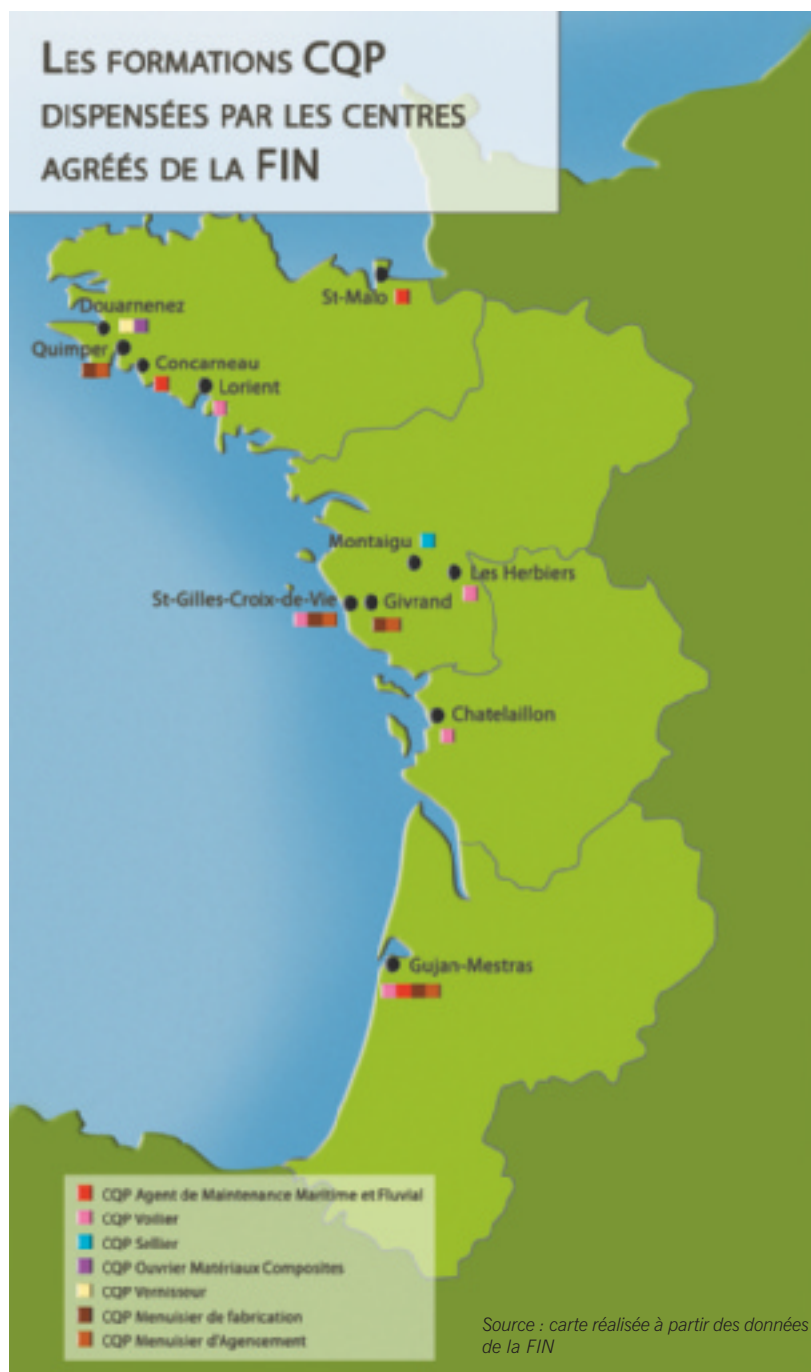 LES FORMATIONS CQP
DISPENSÉES PAR LES CENTRES
AGRÉÉS DE LA FIN
St-Malo
Douarnenez
Quimper
Concarneau
Lorient
Montaigu
Les Herbiers
St-Gilles-Croix-de-Vie
Givrand
Chatelaillon
Gujan-Mestras
CQP Agent de Maintenance Maritime et Fluvial
CQP Voilier
CQP Sellier
CQP Ouvrier Matériaux Composites
CQP Vernisseur
CQP Menuisier de fabrication
CQP Menuisier d'Agencement
Source : carte réalisée à partir des données
de la FIN